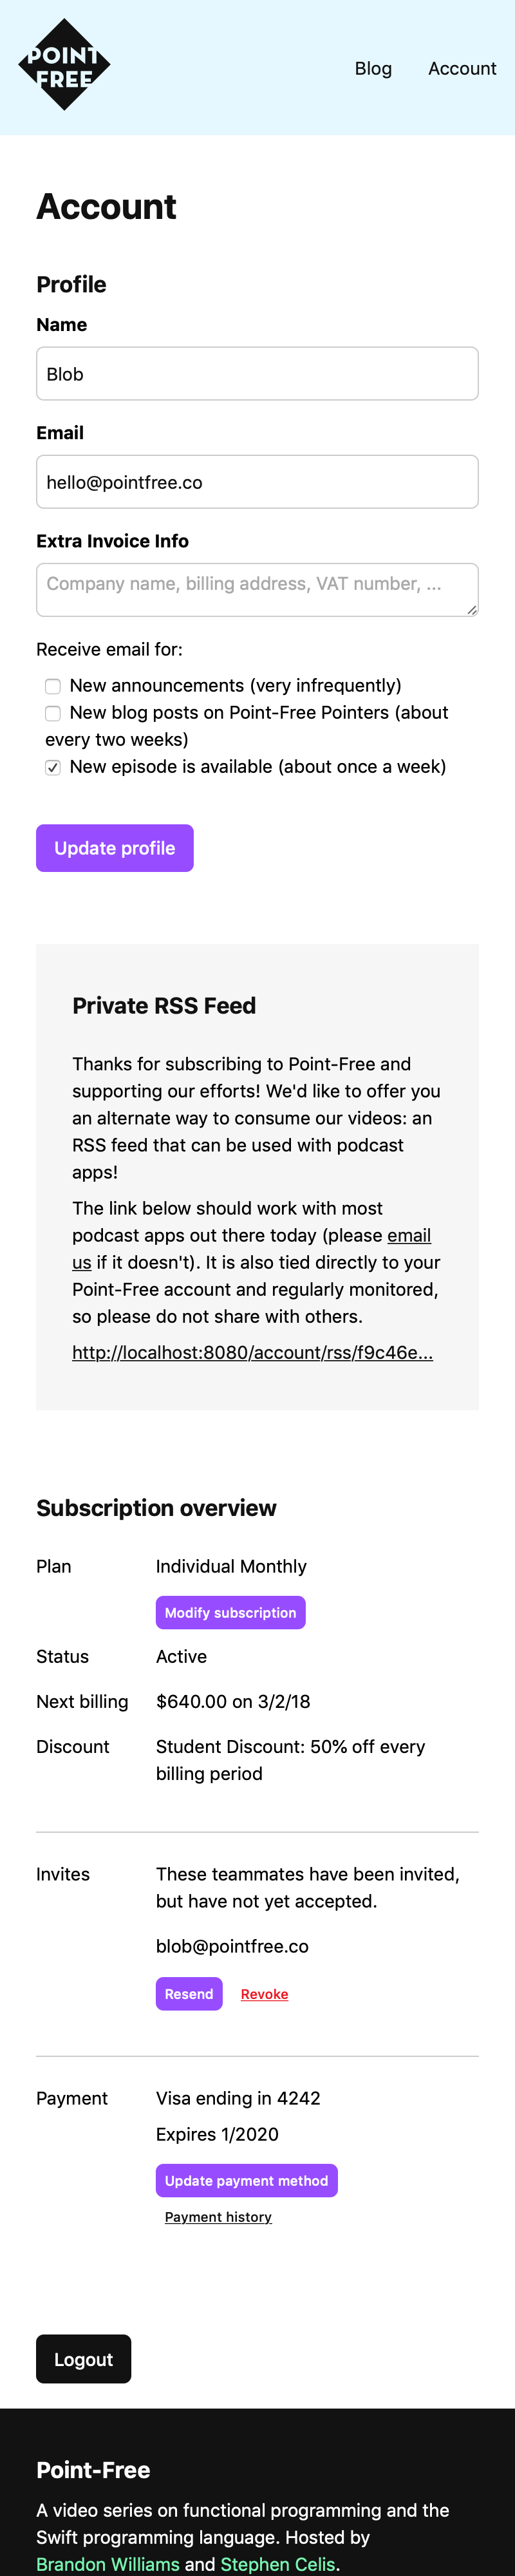 POINT
FREE
Blog
Account
Account
Profile
Name
Blob
Email
hello@pointfree.co
Extra Invoice Info
Company name, billing address, VAT number, ...
Receive email for:
New announcements (very infrequently)
New blog posts on Point-Free Pointers (about
every two weeks)
New episode is available (about once a week)
Update profile
Private RSS Feed
Thanks for subscribing to Point-Free and
supporting our efforts! We'd like to offer you
an alternate way to consume our videos: an
RSS feed that can be used with podcast
apps!
The link below should work with most
podcast apps out there today (please email
us if it doesn't). It is also tied directly to your
Point-Free account and regularly monitored,
so please do not share with others.
http://localhost:8080/account/rss/f9c46e...
Subscription overview
Plan
Individual Monthly
Modify subscription
Status
Active
Next billing
$640.00 on 3/2/18
Discount
Student Discount: 50% off every
billing period
Invites
These teammates have been invited,
but have not yet accepted.
blob@pointfree.co
Resend
Revoke
Payment
Visa ending in 4242
Expires 1/2020
Update payment method
Payment history
Logout
Point-Free
A video series on functional programming and the
Swift programming language. Hosted by
Brandon Williams and Stephen Celis.